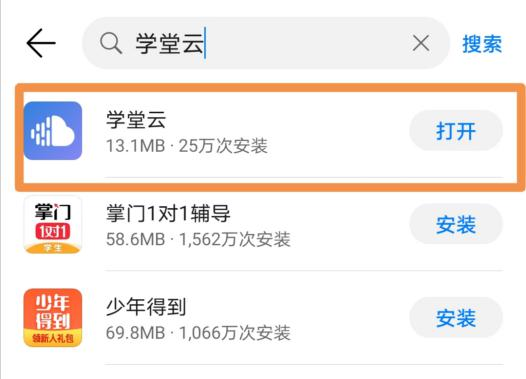 学堂云
搜索
学堂云
13.1MB · 25万次安装
打开
掌门
1对1
学生
掌门1对1辅导
58.6MB · 1,562万次安装
安装
少年
得到
领新人礼包
少年得到
69.8MB · 1,066万次安装
安装